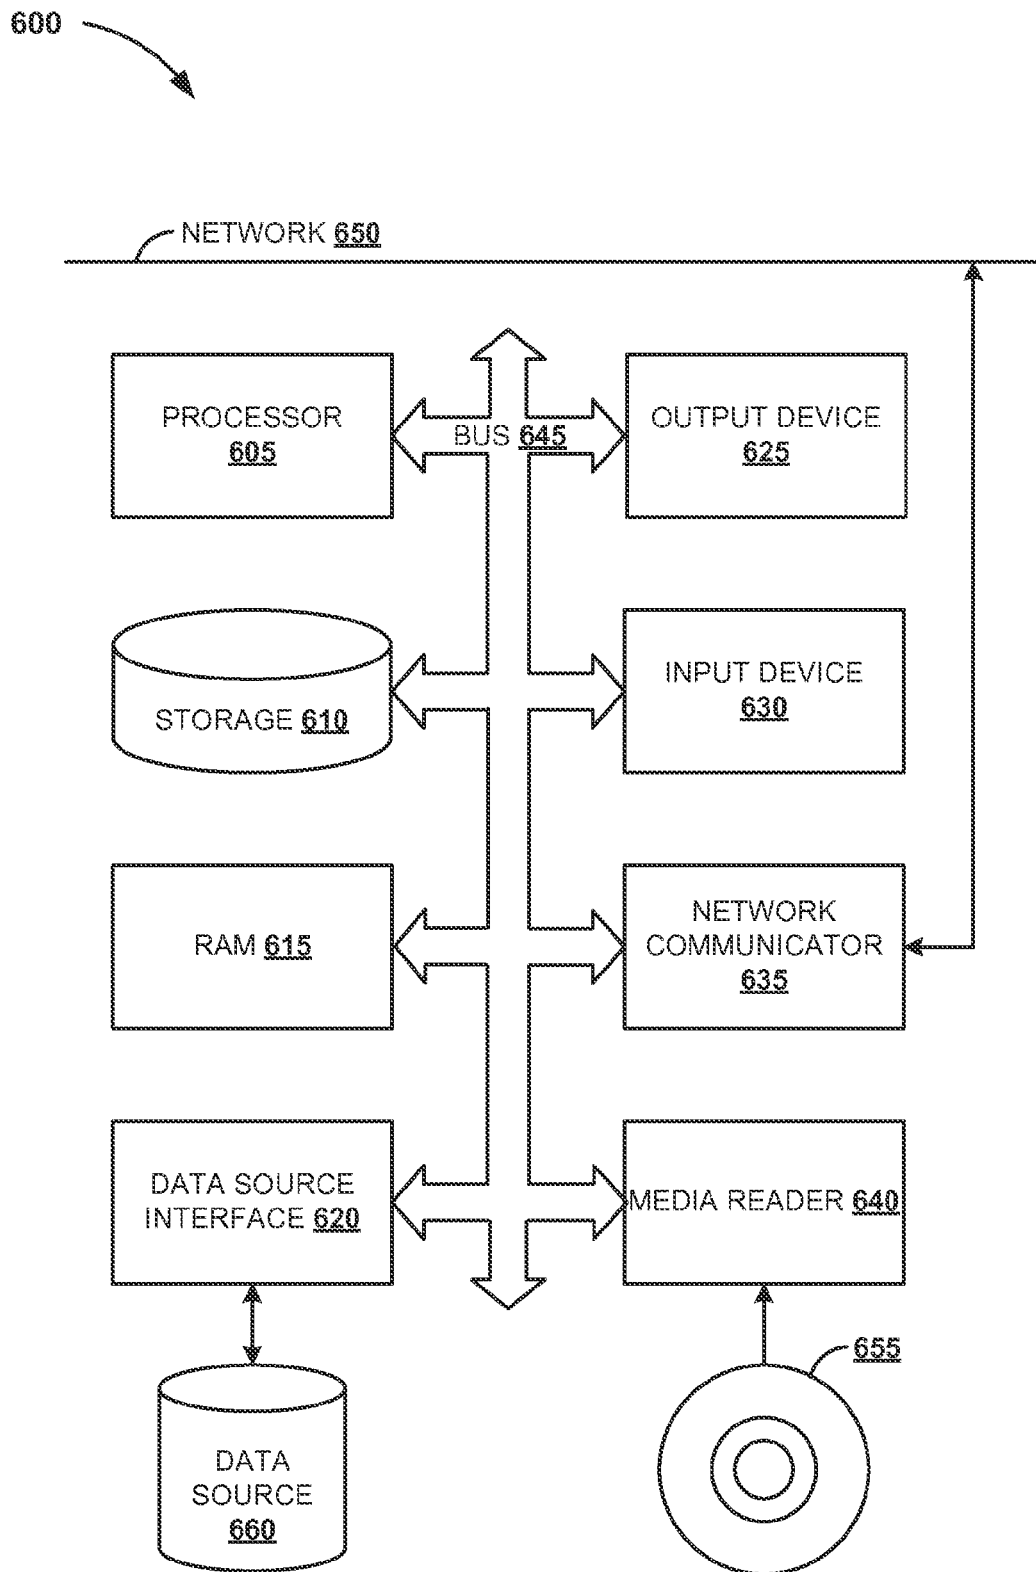 600
NETWORK 650
PROCESSOR
605
BUS 645
OUTPUT DEVICE
625
STORAGE 610
INPUT DEVICE
630
RAM 615
NETWORK
COMMUNICATOR
635
DATA SOURCE
INTERFACE 620
MEDIA READER 640
655
DATA
SOURCE
660